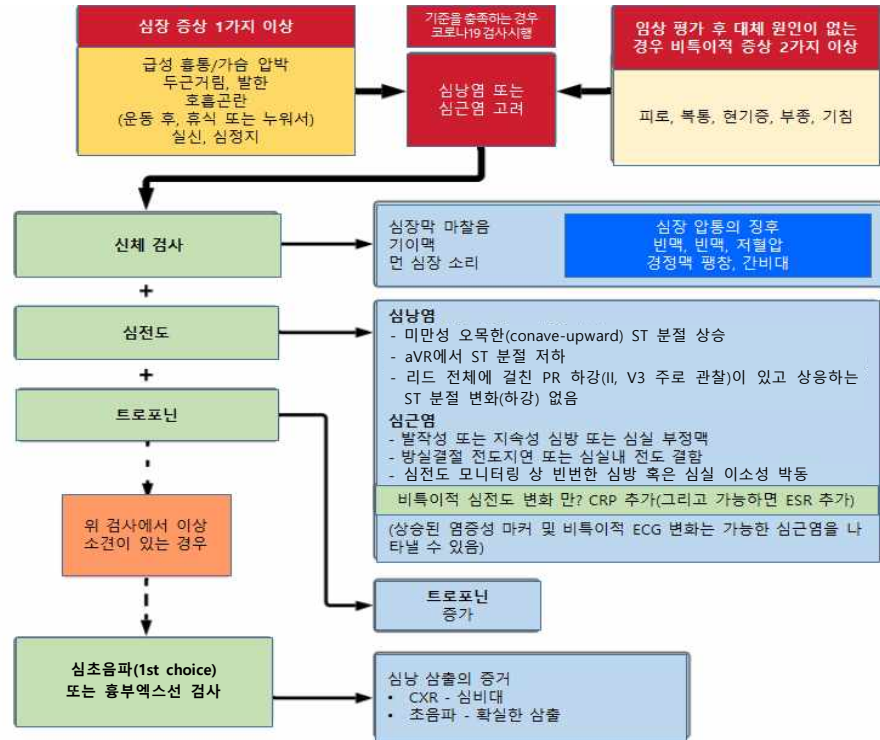 심장 증상 1가지 이상
급성 흉통/가슴 압박
두근거림, 발한
호흡곤란
(운동 후, 휴식 또는 누워서)
실신, 심정지
기준을 충족하는 경우
코로나19 검사시행
심낭염 또는
심근염 고려
임상 평가 후 대체 원인이 없는
경우 비특이적 증상 2가지 이상
피로, 복통, 현기증, 부종, 기침
신체 검사
심장막 마찰음
기이맥
먼 심장 소리
심장 압통의 징후
빈맥, 빈맥, 저혈압
경정맥 팽창, 간비대
+
심전도
심낭염
- 미만성 오목한(conave-upward) ST 분절 상승
- aVR에서 ST 분절 저하
- 리드 전체에 걸친 PR 하강(II, V3 주로 관찰)이 있고 상응하는
ST 분절 변화(하강) 없음
심근염
- 발작성 또는 지속성 심방 또는 심실 부정맥
- 방실결절 전도지연 또는 심실내 전도 결함
- 심전도 모니터링 상 빈번한 심방 혹은 심실 이소성 박동
비특이적 심전도 변화 만? CRP 추가(그리고 가능하면 ESR 추가)
(상승된 염증성 마커 및 비특이적 ECG 변화는 가능한 심근염을 나
타낼 수 있음)
+
트로포닌
위 검사에서 이상
소견이 있는 경우
트로포닌
증가
심초음파(1st choice)
또는 흉부엑스선 검사
심낭 삼출의 증거
• CXR - 심비대
• 초음파 - 확실한 삼출